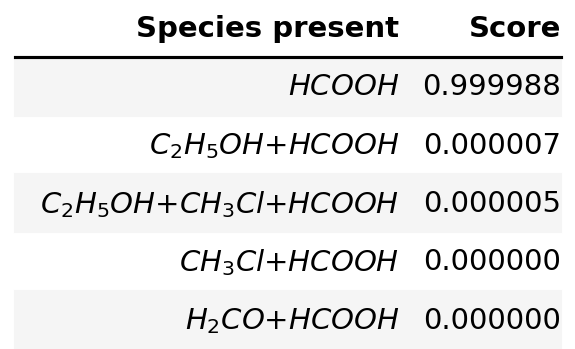 Species present Score
HCOOH 0.999988
C₂H₅OH+HCOOH 0.000007
C₂H₅OH+CH₃Cl+HCOOH 0.000005
CH₃Cl+HCOOH 0.000000
H₂CO+HCOOH 0.000000